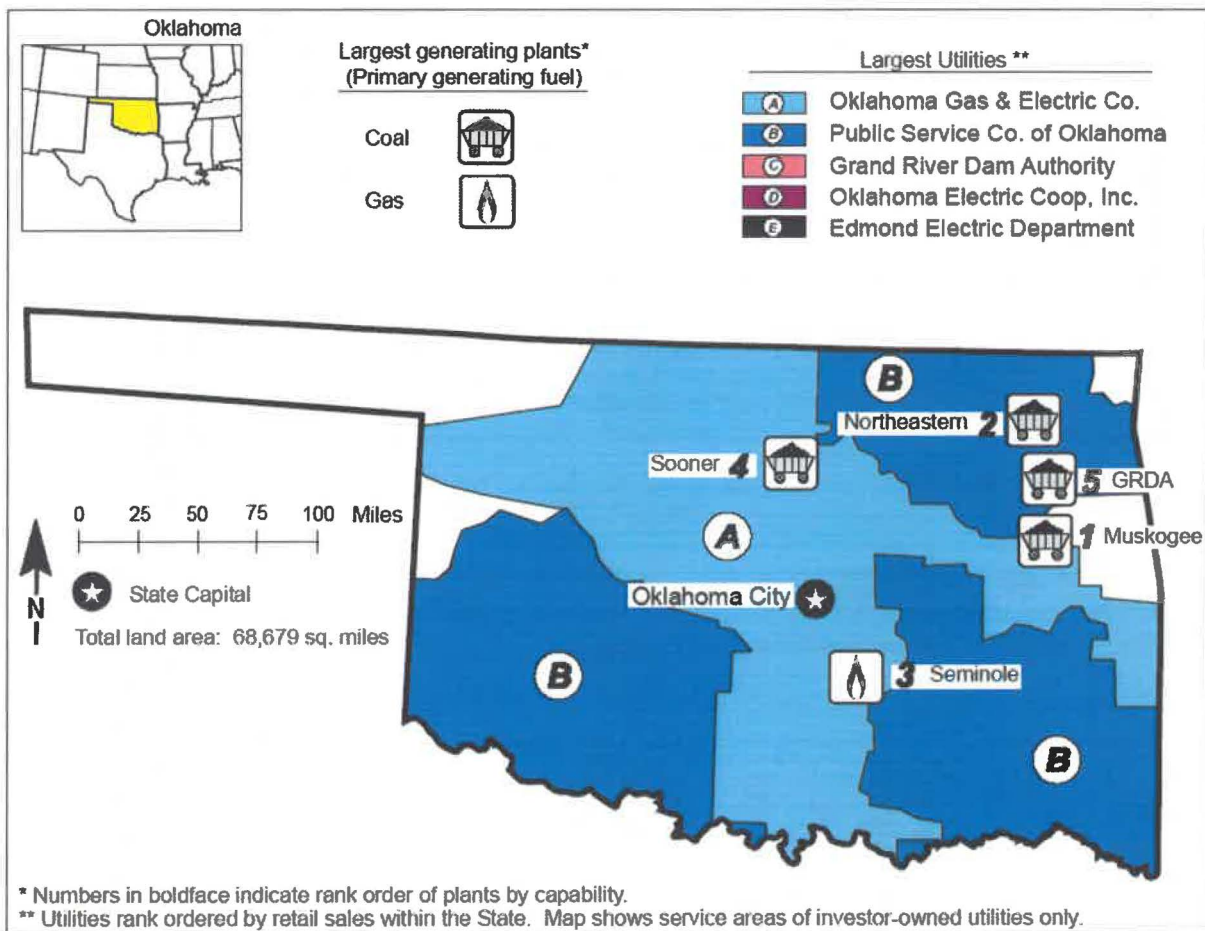 Oklahoma
Largest generating plants*
(Primary generating fuel)
Coal
Gas
Largest Utilities **
A Oklahoma Gas & Electric Co.
B Public Service Co. of Oklahoma
C Grand River Dam Authority
D Oklahoma Electric Coop, Inc.
E Edmond Electric Department
B
Northeastern 2
Sooner 4
5 GRDA
0 25 50 75 100 Miles
A
1 Muskogee
State Capital
Oklahoma City
N
Total land area: 68,679 sq. miles
B
3 Seminole
B
* Numbers in boldface indicate rank order of plants by capability.
** Utilities rank ordered by retail sales within the State. Map shows service areas of investor-owned utilities only.